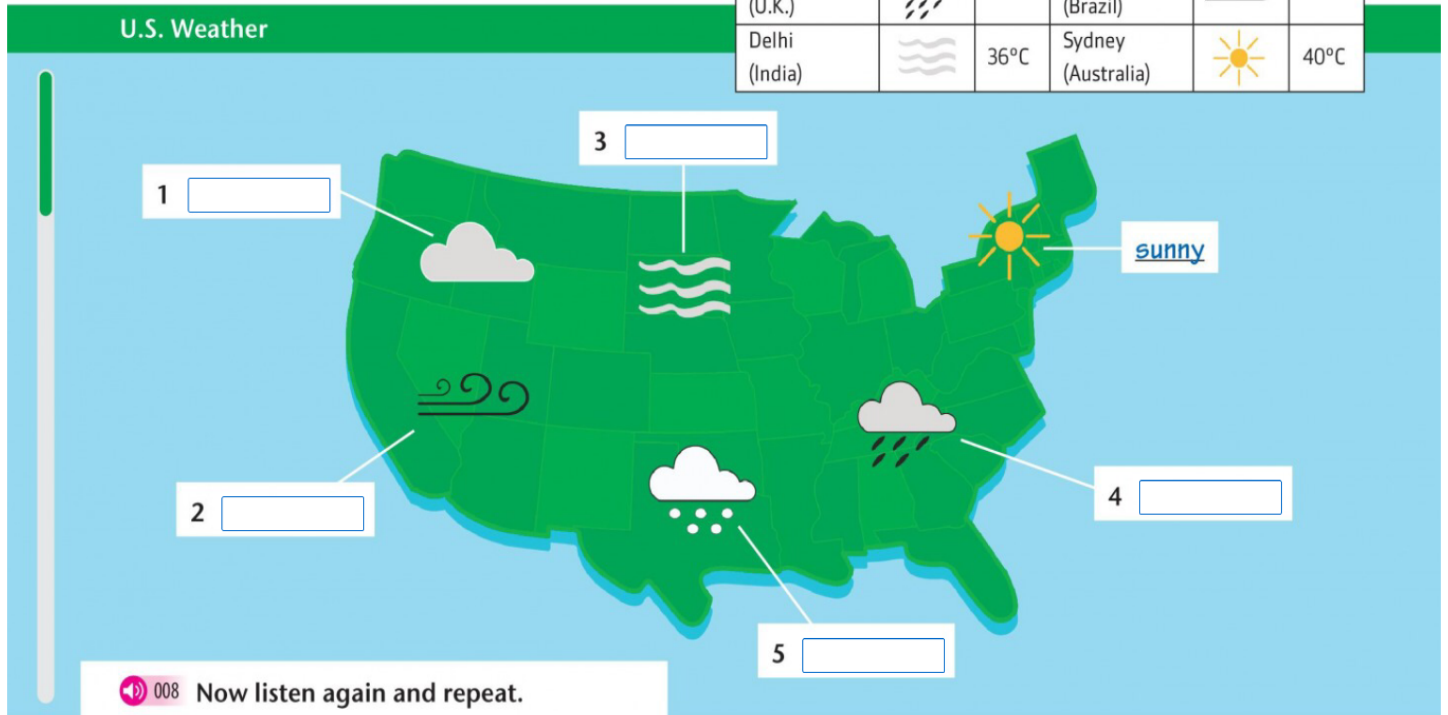 U.S. Weather
(U.K.)
(Brazil)
Delhi
(India)
36°C
Sydney
(Australia)
40°C
3
1
sunny
2
4
5
008 Now listen again and repeat.